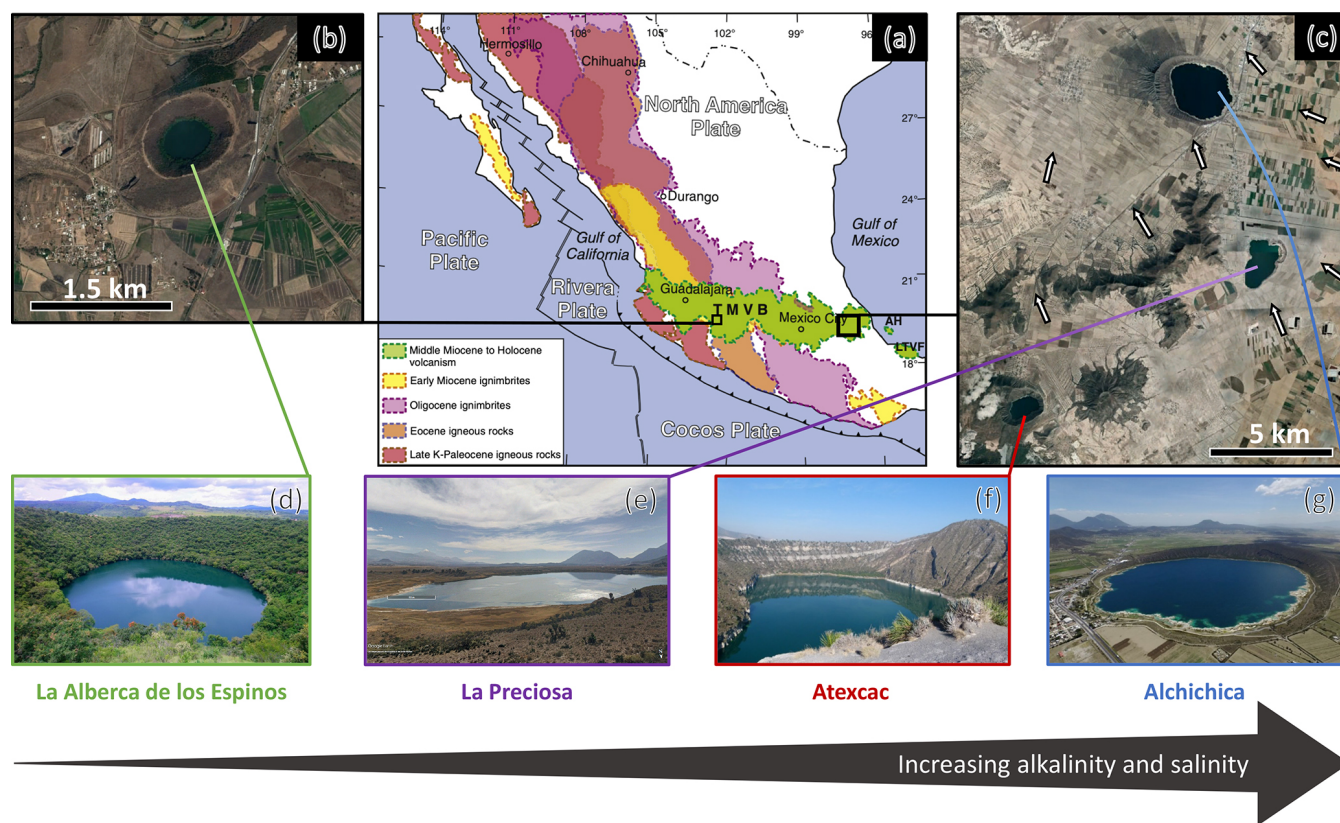 (b)
1.5 km
(a)
114°
111°
108°
105°
102°
99°
96°
Hermosillo
Chihuahua
North America
Plate
27°
Durango
24°
Gulf of
California
Gulf of
Mexico
Pacific
Plate
Rivera
Plate
21°
Guadalajara
T M V B
Mexico City
AH
LTVF
18°
Cocos Plate
Middle Miocene to Holocene
volcanism
Early Miocene ignimbrites
Oligocene ignimbrites
Eocene igneous rocks
Late K-Paleocene igneous rocks
(c)
5 km
(d)
(e)
(f)
(g)
La Alberca de los Espinos
La Preciosa
Atexcac
Alchichica
Increasing alkalinity and salinity